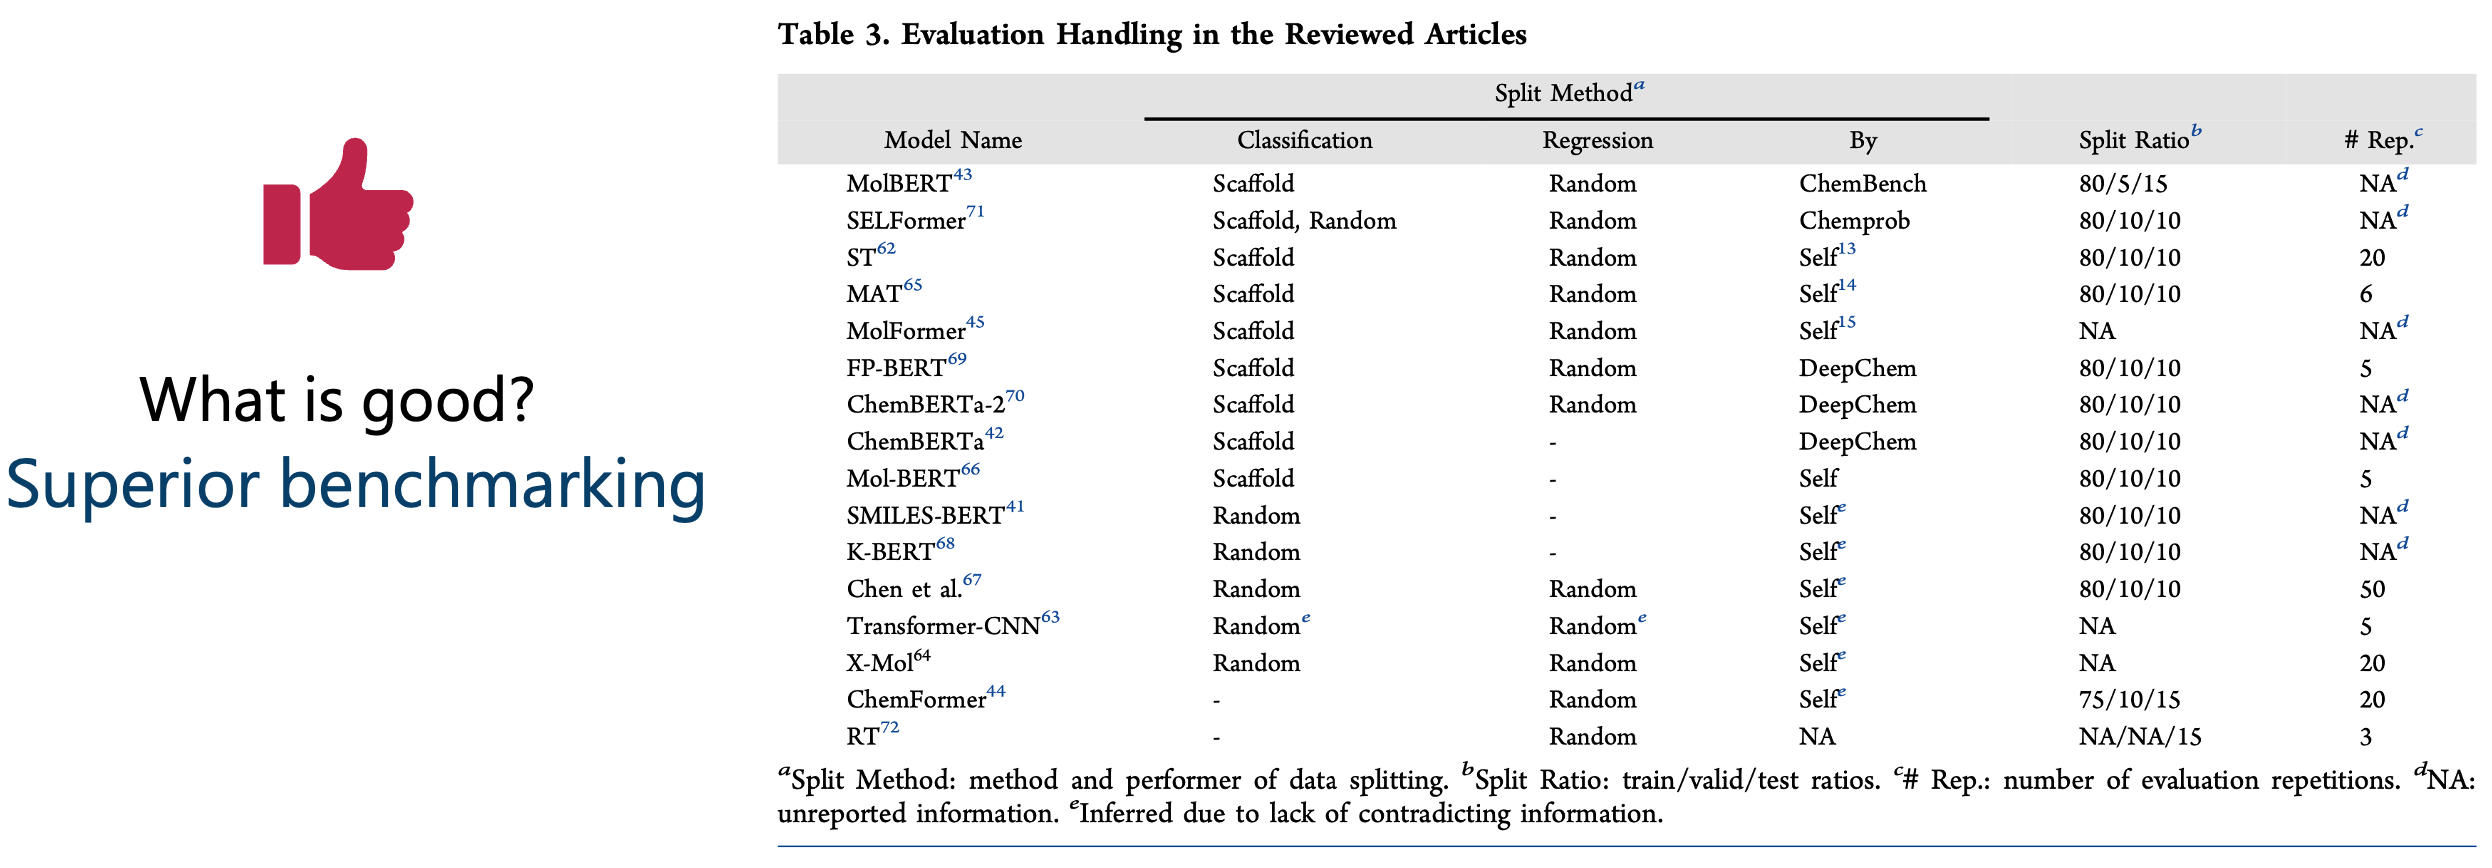 What is good?
Superior benchmarking
Table 3. Evaluation Handling in the Reviewed Articles
Split Method^a
Model Name Classification Regression By Split Ratio^b # Rep.^c
MolBERT^43 Scaffold Random ChemBench 80/5/15 NA^d
SELFormer^71 Scaffold, Random Random Chemprob 80/10/10 NA^d
ST^62 Scaffold Random Self^13 80/10/10 20
MAT^65 Scaffold Random Self^14 80/10/10 6
MolFormer^45 Scaffold Random Self^15 NA NA^d
FP-BERT^69 Scaffold Random DeepChem 80/10/10 5
ChemBERTa-2^70 Scaffold Random DeepChem 80/10/10 NA^d
ChemBERTa^42 Scaffold - DeepChem 80/10/10 NA^d
Mol-BERT^66 Scaffold - Self 80/10/10 5
SMILES-BERT^41 Random - Self^e 80/10/10 NA^d
K-BERT^68 Random - Self^e 80/10/10 NA^d
Chen et al.^67 Random Random Self^e 80/10/10 50
Transformer-CNN^63 Random^e Random^e Self^e NA 5
X-Mol^64 Random Random Self^e NA 20
ChemFormer^44 - Random Self^e 75/10/15 20
RT^72 - Random NA NA/NA/15 3
^aSplit Method: method and performer of data splitting. ^bSplit Ratio: train/valid/test ratios. ^c# Rep.: number of evaluation repetitions. ^dNA:
unreported information. ^eInferred due to lack of contradicting information.